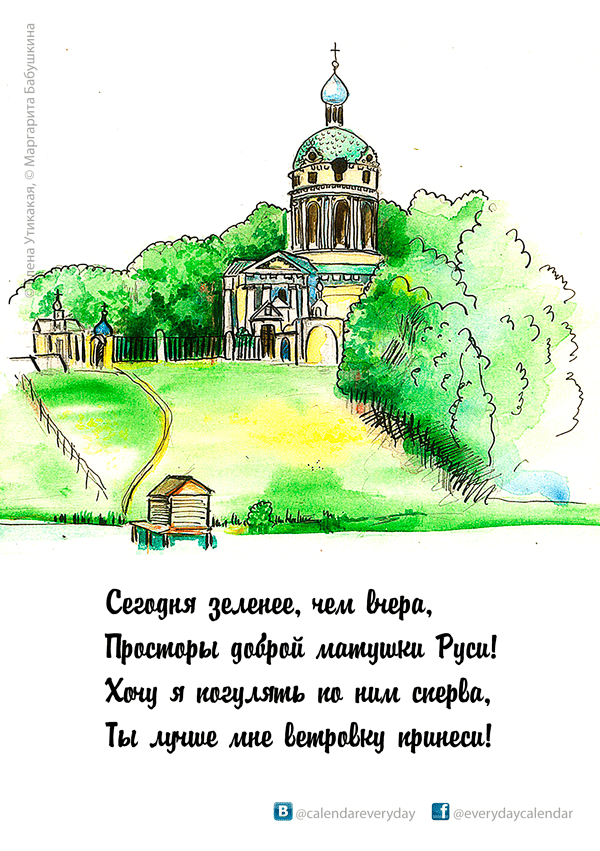 © Елена Утикакая, © Маргарита Бабушкина
Сегодня зеленее, чем вчера,
Просторы доброй матушки Руси!
Хочу я погулять по ним сперва,
Ты лучше мне ветровку принеси!
В @calendareveryday f @everydaycalendar